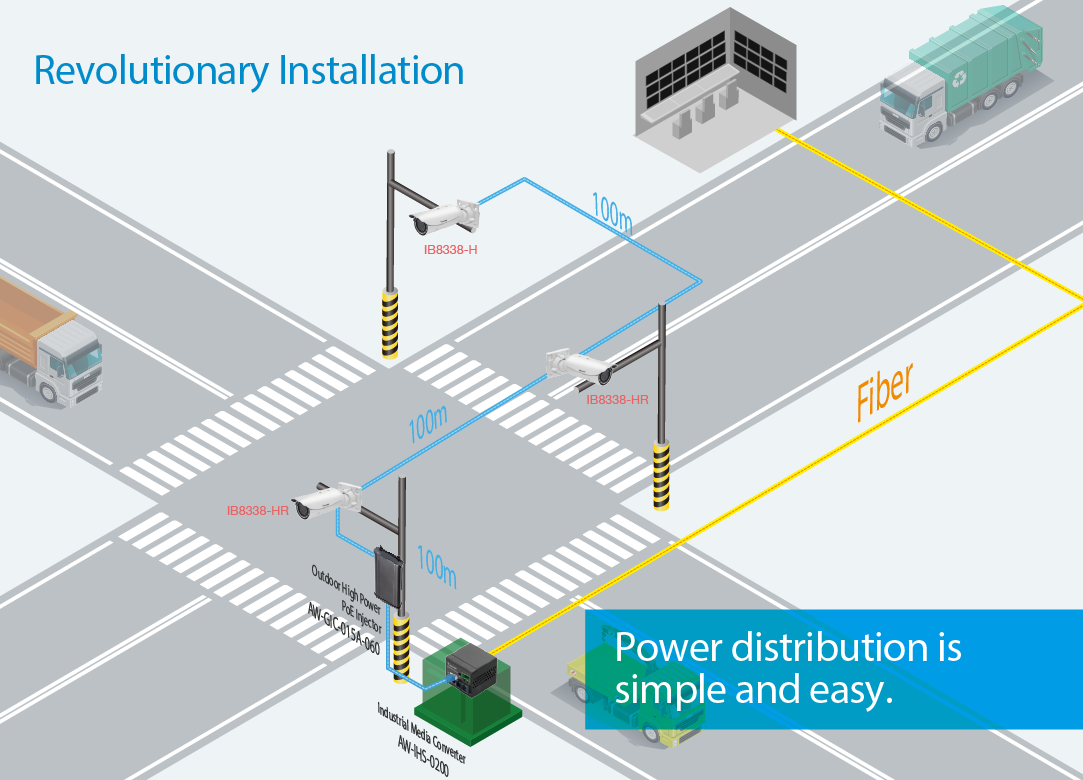 Revolutionary Installation
100m
IB8338-H
IB8338-HR
Fiber
100m
IB8338-HR
100m
Outdoor High Power
PoE Injector
AW-GIC-015A-060
Power distribution is
simple and easy.
Industrial Media Converter
AW-IHS-0200